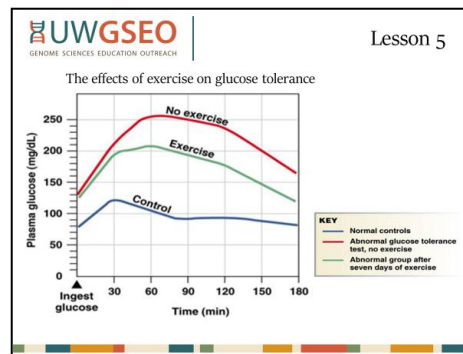 UWGSEO
GENOME SCIENCES EDUCATION OUTREACH
Lesson 5
The effects of exercise on glucose tolerance
Plasma glucose (mg/dL)
250
200
150
100
50
0
No exercise
Exercise
Control
Ingest
glucose
30
60
90
120
150
180
Time (min)
KEY
Normal controls
Abnormal glucose tolerance
test, no exercise
Abnormal group after
seven days of exercise